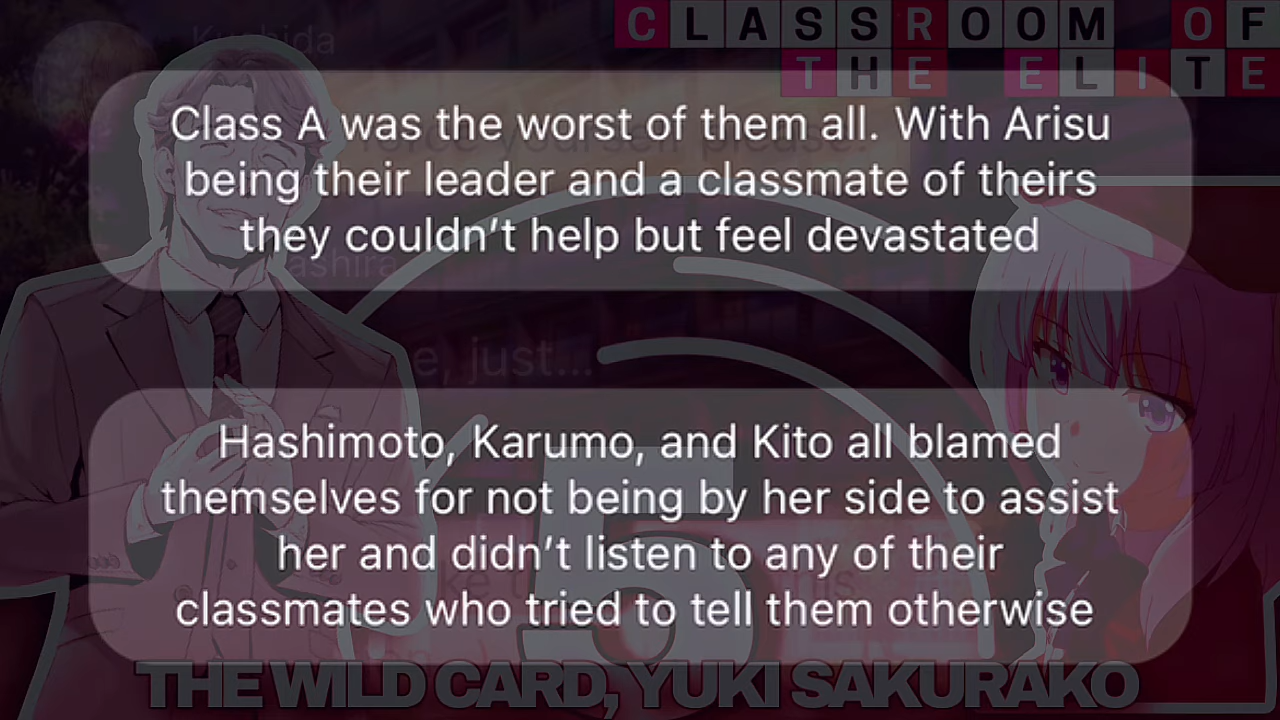 CLASSROOM OF
THE ELITE
Class A was the worst of them all. With Arisu
being their leader and a classmate of theirs
they couldn't help but feel devastated
e, just...
Hashimoto, Karumo, and Kito all blamed
themselves for not being by her side to assist
her and didn't listen to any of their
classmates who tried to tell them otherwise
THE WILD CARD, YUKI SAKURAKO